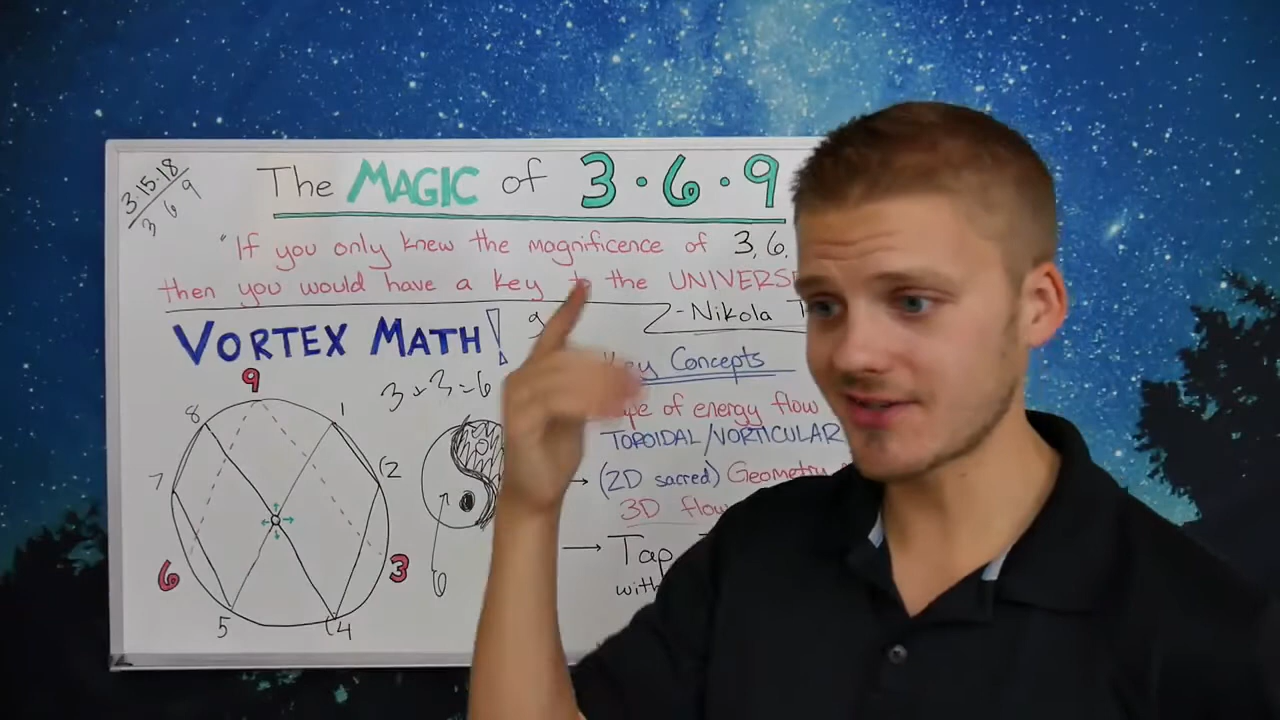 3·15·18
3 6 9
The MAGIC of 3·6·9
"If you only knew the magnificence of 3, 6,
then you would have a key to the UNIVERSE
- Nikola T
VORTEX MATH!
9
Key Concepts
9
8
1
7
2
6
3
5
4
3 + 3 = 6
6
of energy flow
TOROIDAL/VORTICULAR
→ (2D sacred) Geometry
3D flow
→ Tap
with